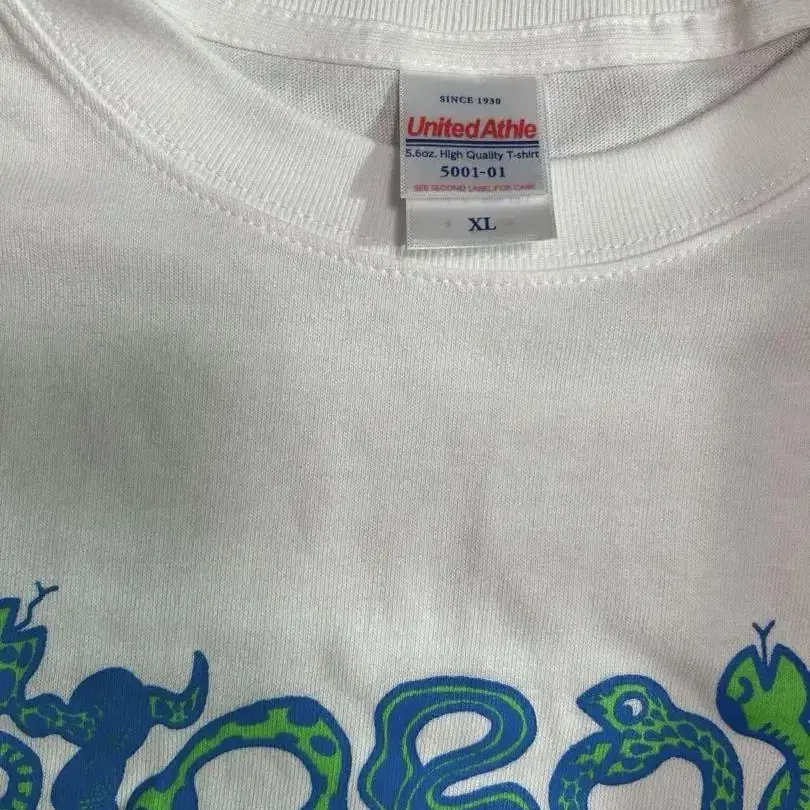 SINCE 1930
United Athle
5.6oz. High Quality T-shirt
5001-01
SEE SECOND LABEL FOR CARE
XL